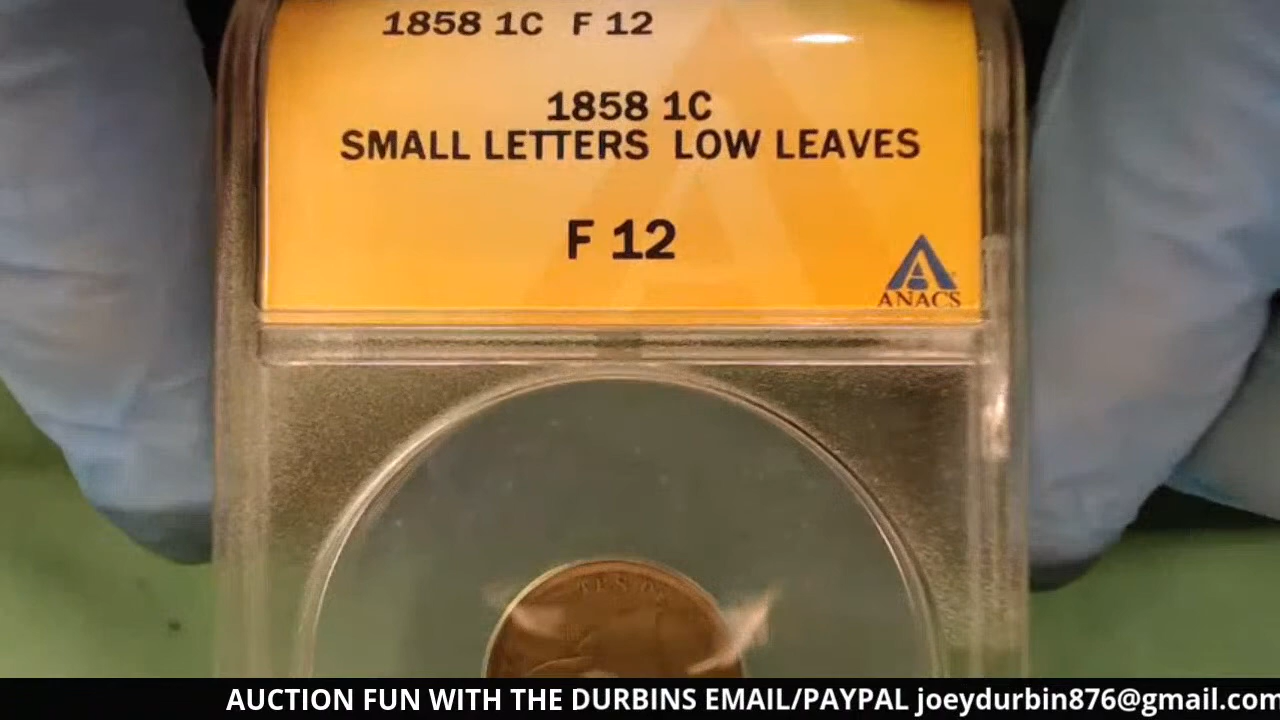 1858 1C F 12
1858 1C
SMALL LETTERS LOW LEAVES
F 12
ANACS
AUCTION FUN WITH THE DURBINS EMAIL/PAYPAL joeydurbin876@gmail.com